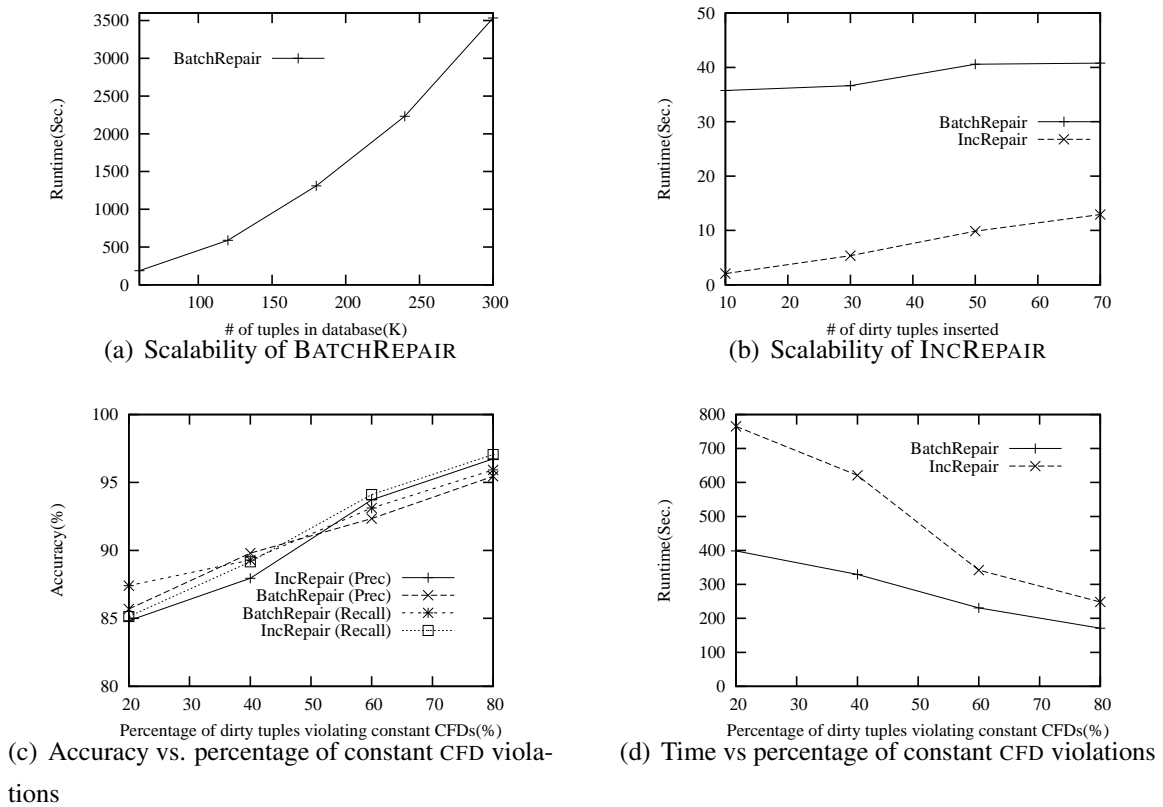 3500
3000
2500
2000
1500
1000
500
0
Runtime(Sec.)
BatchRepair
100 150 200 250 300
# of tuples in database(K)
(a) Scalability of BATCHREPAIR
50
40
30
20
10
0
Runtime(Sec.)
BatchRepair
IncRepair
10 20 30 40 50 60 70
# of dirty tuples inserted
(b) Scalability of INCREPAIR
100
95
90
85
80
Accuracy(%)
IncRepair (Prec)
BatchRepair (Prec)
BatchRepair (Recall)
IncRepair (Recall)
20 30 40 50 60 70 80
Percentage of dirty tuples violating constant CFDs(%)
(c) Accuracy vs. percentage of constant CFD viola-
tions
800
700
600
500
400
300
200
100
0
Runtime(Sec.)
BatchRepair
IncRepair
20 30 40 50 60 70 80
Percentage of dirty tuples violating constant CFDs(%)
(d) Time vs percentage of constant CFD violations